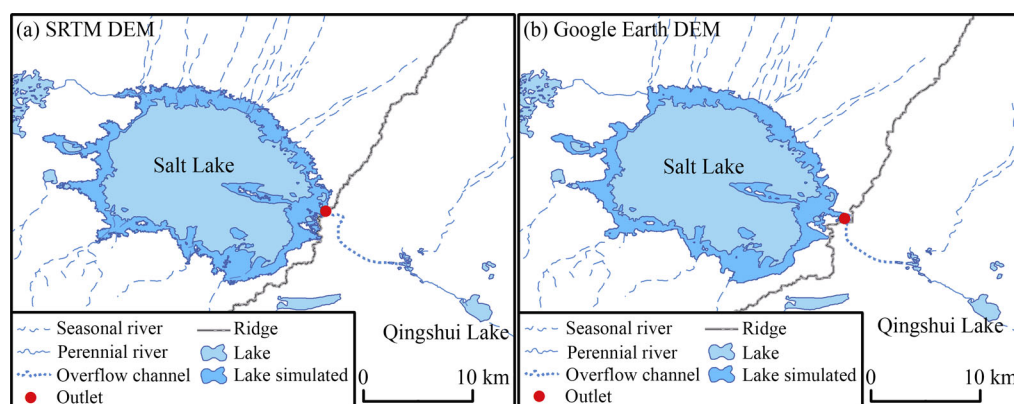 (a) SRTM DEM
Salt Lake
Qingshui Lake
Seasonal river
Perennial river
Overflow channel
Outlet
Ridge
Lake
Lake simulated
0 10 km
(b) Google Earth DEM
Salt Lake
Qingshui Lake
Seasonal river
Perennial river
Overflow channel
Outlet
Ridge
Lake
Lake simulated
0 10 km